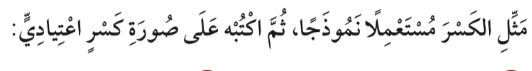 مَثِّلِ الكَسْرَ مُسْتَعْمِلًا نَمُوذَجًا، ثُمَّ اكْتُبْه عَلَى صُورَةِ كَسْرٍ اعْتِيَادِيٍّ: